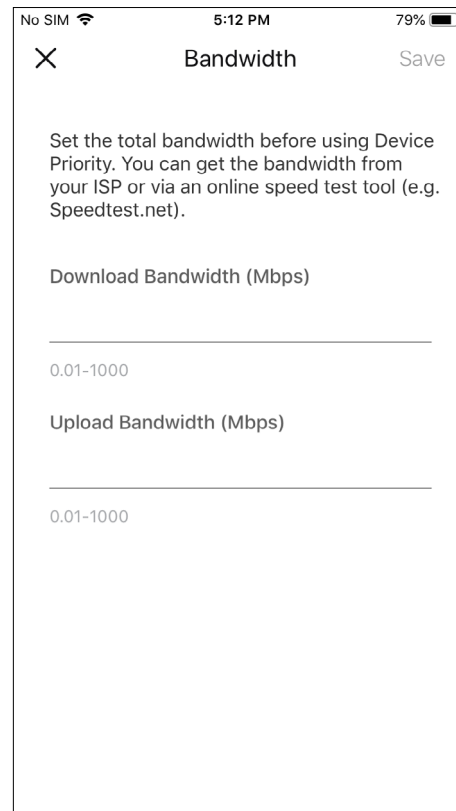 No SIM 5:12 PM 79%
Bandwidth Save
Set the total bandwidth before using Device
Priority. You can get the bandwidth from
your ISP or via an online speed test tool (e.g.
Speedtest.net).
Download Bandwidth (Mbps)
0.01-1000
Upload Bandwidth (Mbps)
0.01-1000